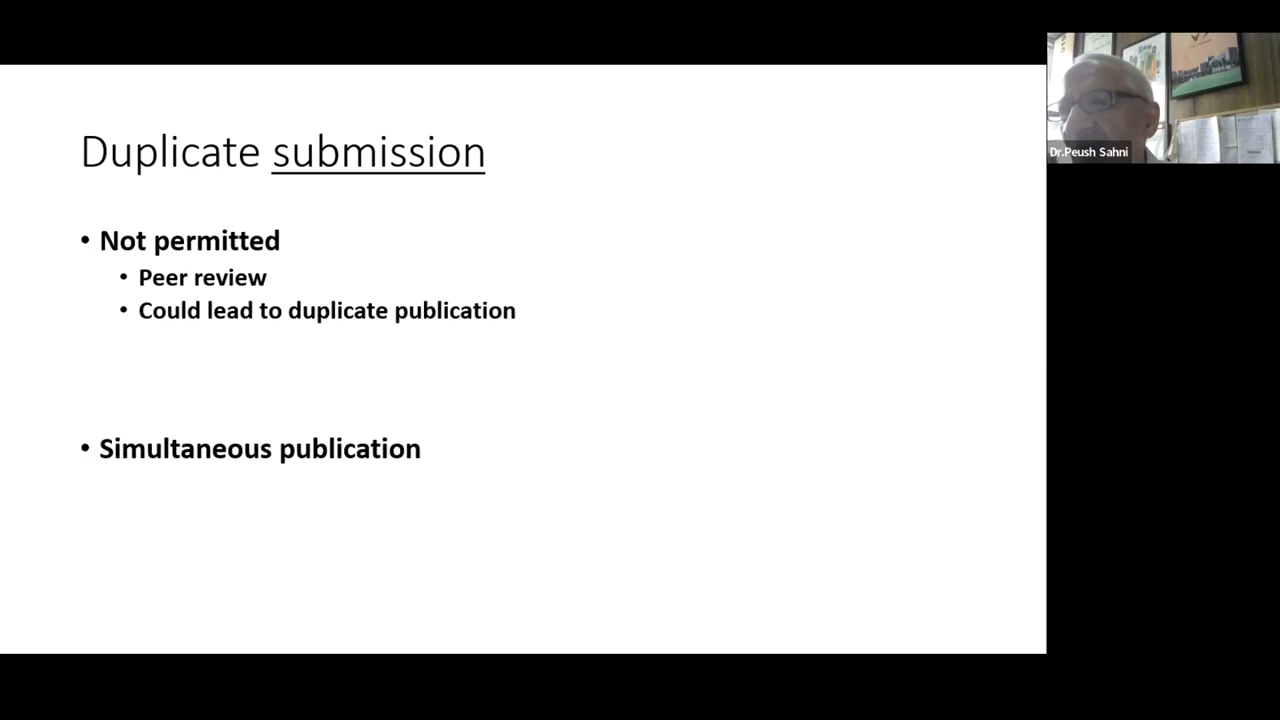 Duplicate submission
• Not permitted
• Peer review
• Could lead to duplicate publication
• Simultaneous publication
Dr.Peush Sahni